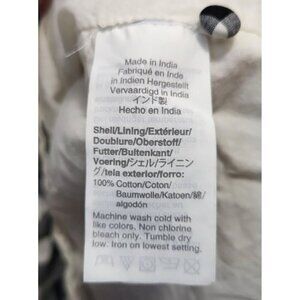 Made in India
Fabriqué en Inde
in Indien Hergestellt
Vervaardigd in India
インド製
Hecho en India
Shell/Lining/Extérieur/
Doublure/Oberstoff/
Futter/Buitenkant/
Voering/シェル/ライニン
グ/tela exterior/forro:
100% Cotton/Coton/
Baumwolle/Katoen/綿/
algodón
Machine wash cold with
like colors. Non chlorine
bleach only. Tumble dry
low. Iron on lowest setting.